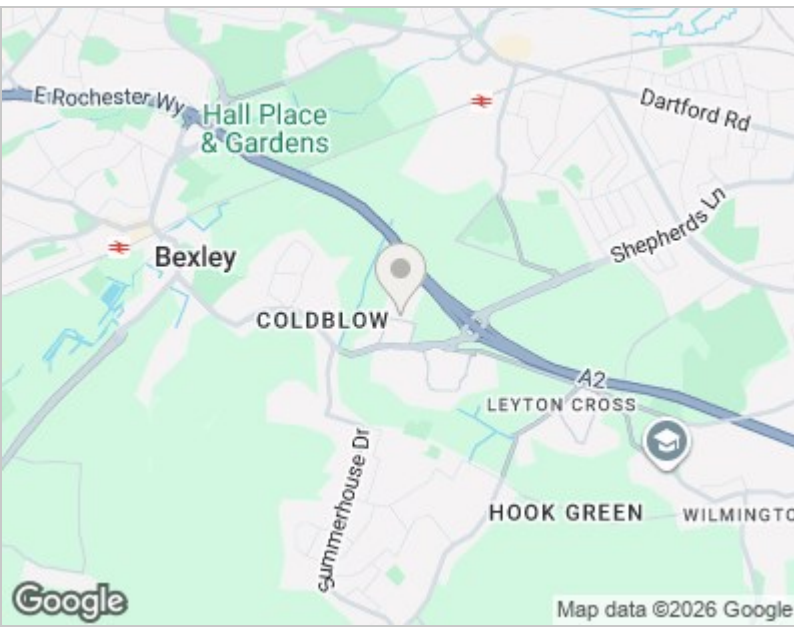 E Rochester Wy
Hall Place
& Gardens
Dartford Rd
Shepherds Ln
Bexley
COLDBLOW
A2
LEYTON CROSS
Summerhouse Dr
HOOK GREEN
WILMINGTO
Google
Map data ©2026 Google